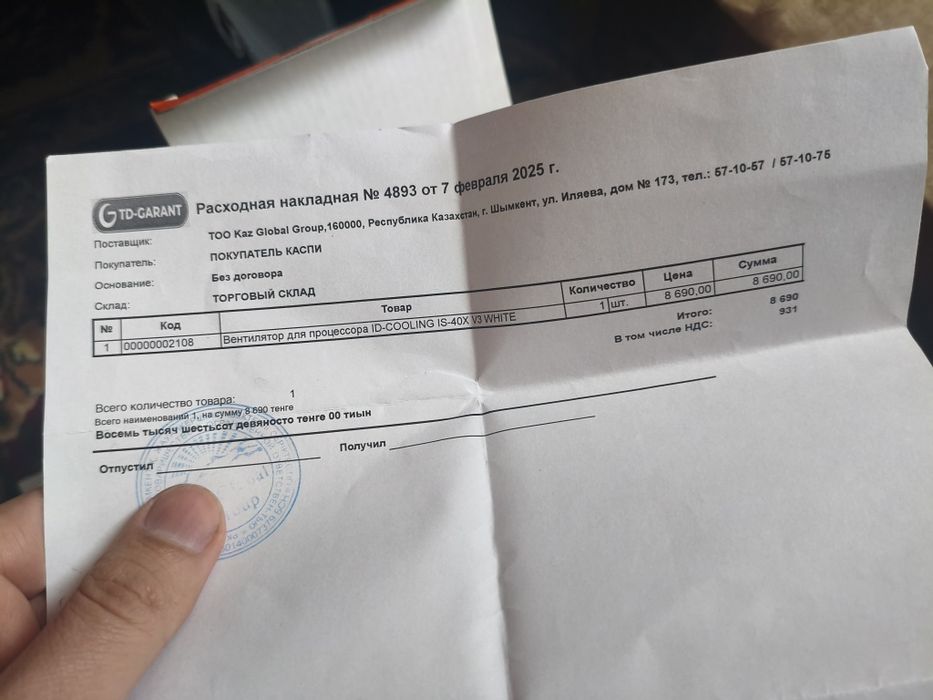 TD-GARANT
Расходная накладная № 4893 от 7 февраля 2025 г.
Поставщик: ТОО Kaz Global Group,160000, Республика Казахстан, г. Шымкент, ул. Иляева, дом № 173, тел.: 57-10-57 / 57-10-75
Покупатель: ПОКУПАТЕЛЬ КАСПИ
Основание: Без договора
Склад: ТОРГОВЫЙ СКЛАД
№ Код Товар Количество Цена Сумма
1 00000002108 Вентилятор для процессора ID-COOLING IS-40X V3 WHITE 1 шт. 8 690,00 8 690,00
Итого: 8 690
В том числе НДС: 931
Всего количество товара: 1
Всего наименований 1, на сумму 8 690 тенге
Восемь тысяч шестьсот девяносто тенге 00 тиын
Отпустил Получил